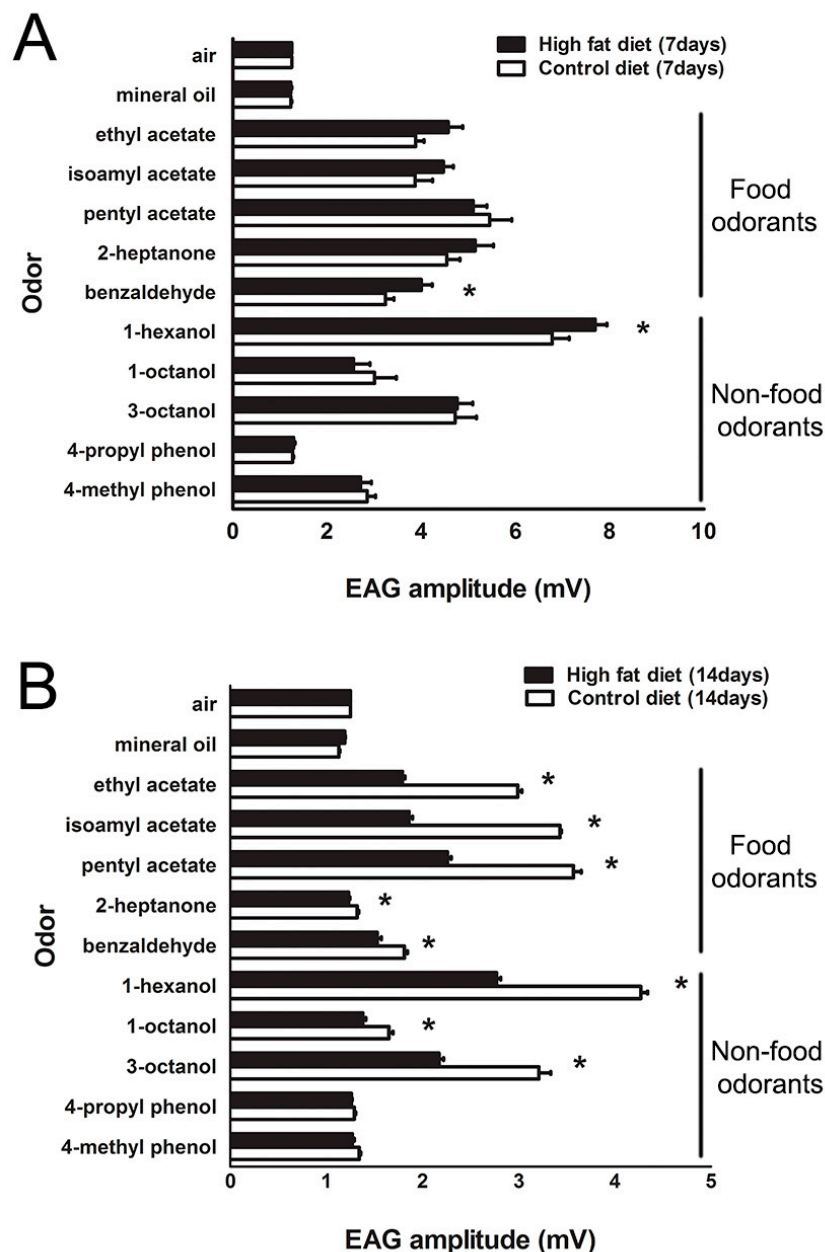 A
High fat diet (7days)
Control diet (7days)
air
mineral oil
ethyl acetate
isoamyl acetate
pentyl acetate
2-heptanone
benzaldehyde
*
1-hexanol
*
1-octanol
3-octanol
4-propyl phenol
4-methyl phenol
Odor
Food
odorants
Non-food
odorants
0 2 4 6 8 10
EAG amplitude (mV)
B
High fat diet (14days)
Control diet (14days)
air
mineral oil
ethyl acetate
*
isoamyl acetate
*
pentyl acetate
*
2-heptanone
*
benzaldehyde
*
1-hexanol
*
1-octanol
*
3-octanol
*
4-propyl phenol
4-methyl phenol
Odor
Food
odorants
Non-food
odorants
0 1 2 3 4 5
EAG amplitude (mV)